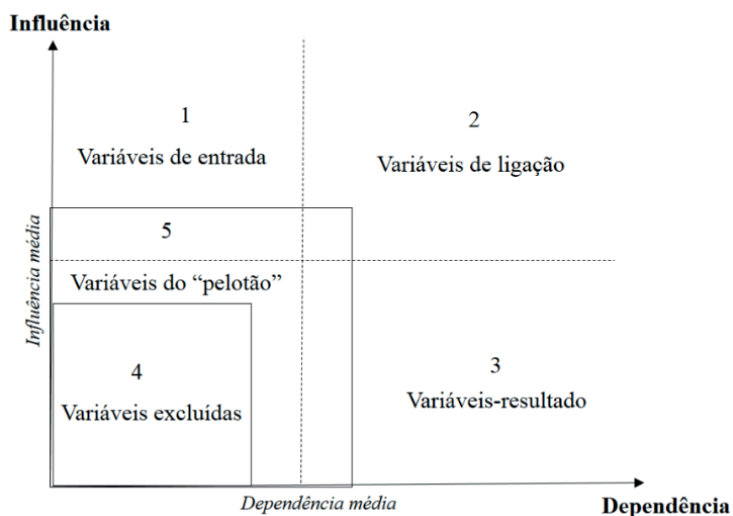 Influência
1
Variáveis de entrada
2
Variáveis de ligação
Influência média
5
Variáveis do “pelotão”
4
Variáveis excluídas
3
Variáveis-resultado
Dependência média
Dependência